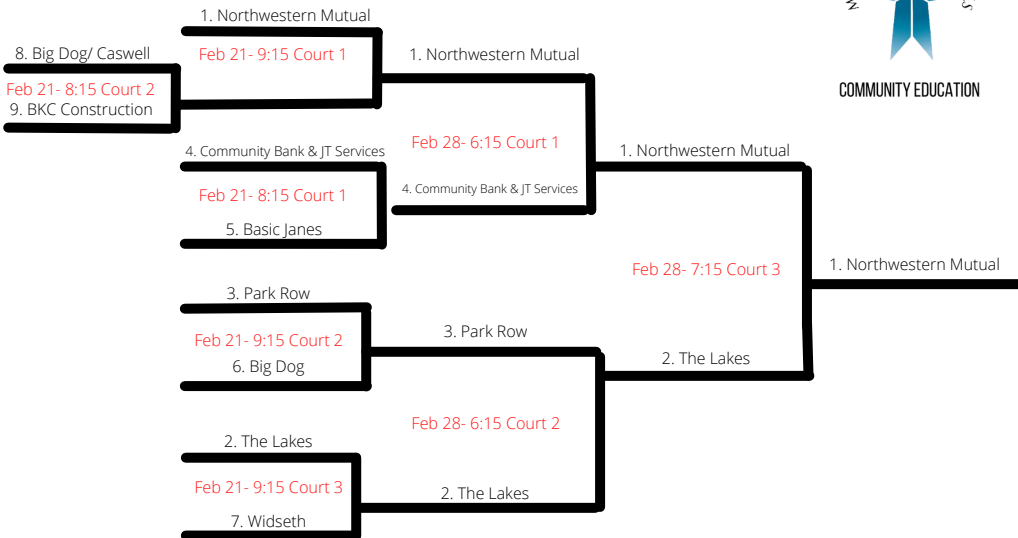 1. Northwestern Mutual
8. Big Dog/ Caswell
Feb 21- 9:15 Court 1
1. Northwestern Mutual
Feb 21- 8:15 Court 2
9. BKC Construction
COMMUNITY EDUCATION
4. Community Bank & JT Services
Feb 28- 6:15 Court 1
1. Northwestern Mutual
Feb 21- 8:15 Court 1
4. Community Bank & JT Services
5. Basic Janes
Feb 28- 7:15 Court 3
1. Northwestern Mutual
3. Park Row
Feb 21- 9:15 Court 2
3. Park Row
6. Big Dog
2. The Lakes
Feb 28- 6:15 Court 2
2. The Lakes
Feb 21- 9:15 Court 3
2. The Lakes
7. Widseth